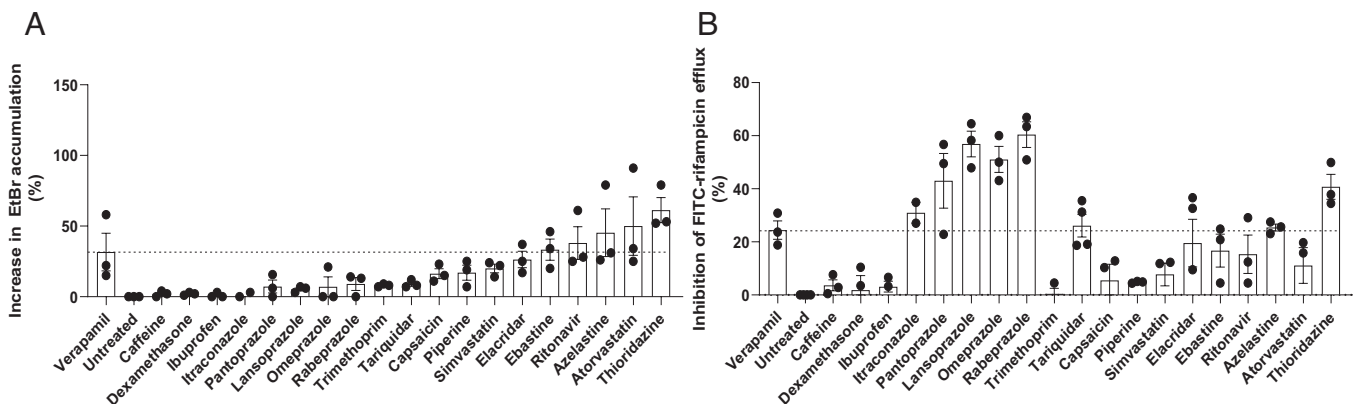 A
Increase in EtBr accumulation
(%)
150
100
50
0
Verapamil
Untreated
Caffeine
Dexamethasone
Ibuprofen
Itraconazole
Pantoprazole
Lansoprazole
Omeprazole
Rabeprazole
Trimethoprim
Tariquidar
Capsaicin
Piperine
Simvastatin
Elacridar
Ebastine
Ritonavir
Azelastine
Atorvastatin
Thioridazine
B
Inhibition of FITC-rifampicin efflux
(%)
80
60
40
20
0
Verapamil
Untreated
Caffeine
Dexamethasone
Ibuprofen
Itraconazole
Pantoprazole
Lansoprazole
Omeprazole
Rabeprazole
Trimethoprim
Tariquidar
Capsaicin
Piperine
Simvastatin
Elacridar
Ebastine
Ritonavir
Azelastine
Atorvastatin
Thioridazine